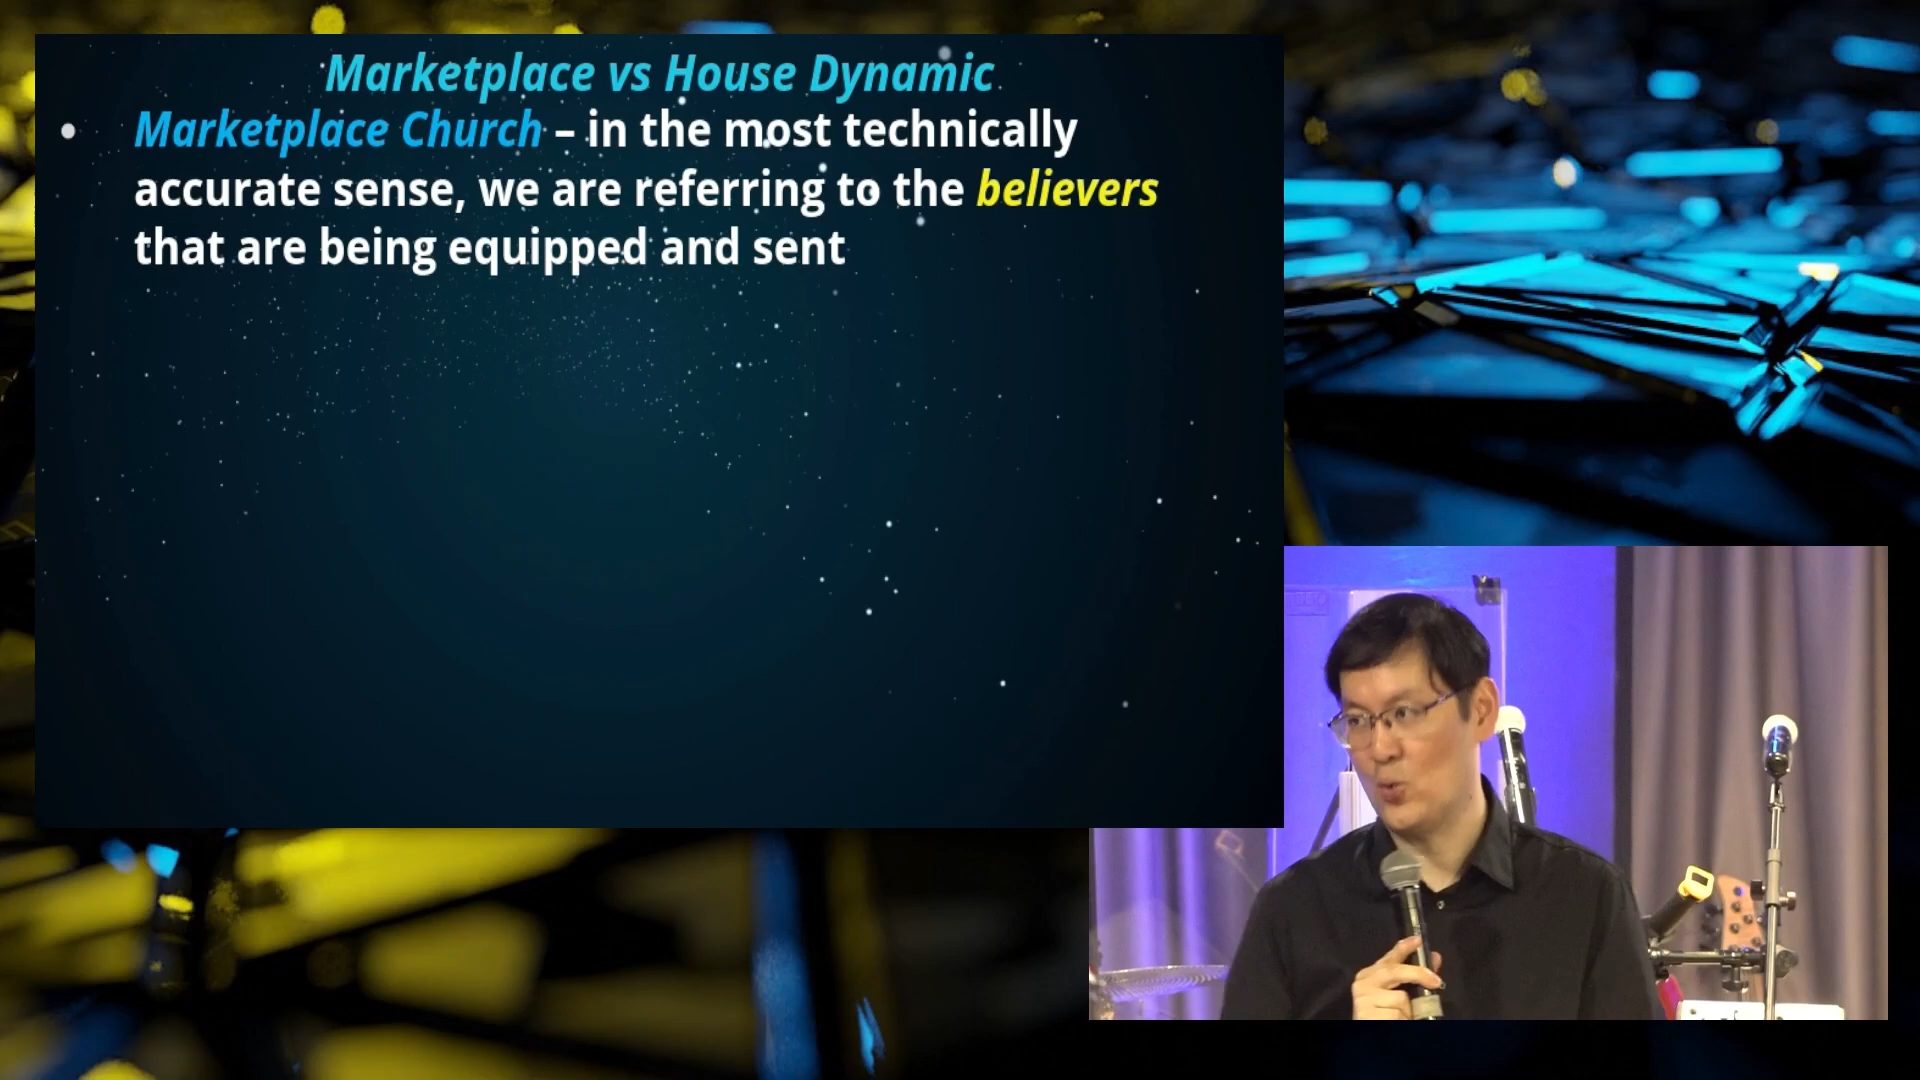 Marketplace vs House Dynamic
• Marketplace Church – in the most technically
accurate sense, we are referring to the believers
that are being equipped and sent